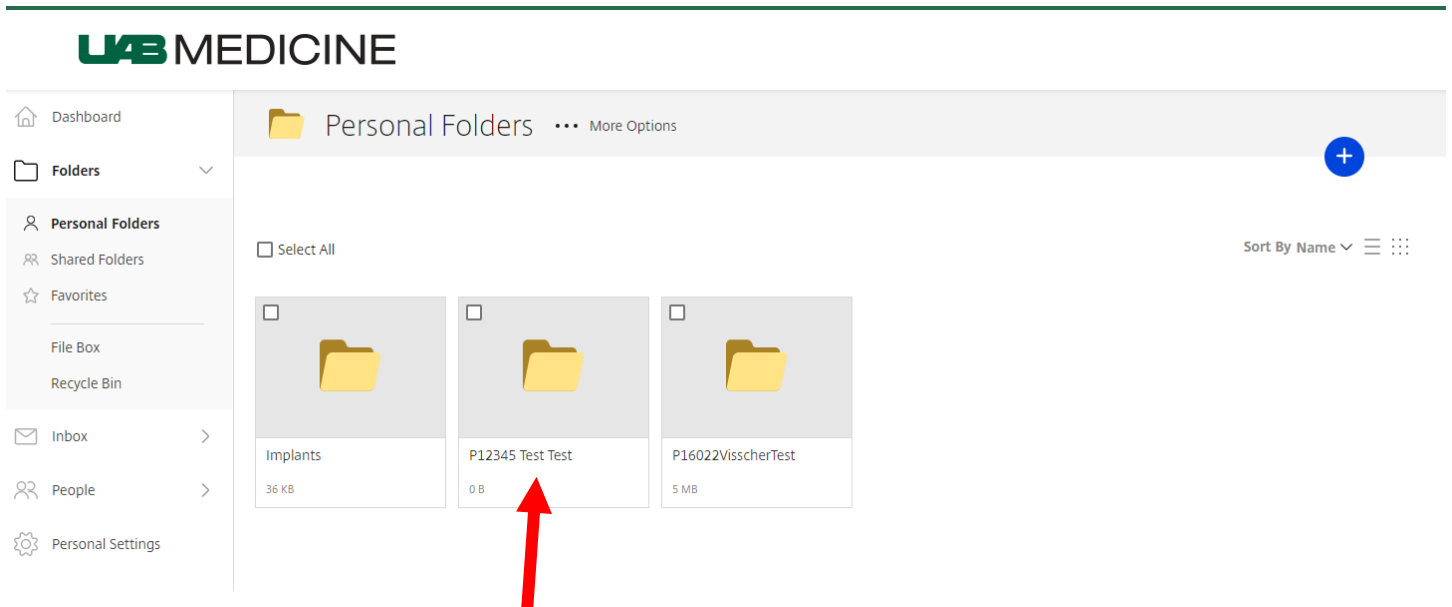 UAB MEDICINE
Dashboard
Folders
Personal Folders
Shared Folders
Favorites
File Box
Recycle Bin
Inbox
People
Personal Settings
Personal Folders ••• More Options
+
Select All
Sort By Name
Implants
36 KB
P12345 Test Test
0 B
P16022VisscherTest
5 MB